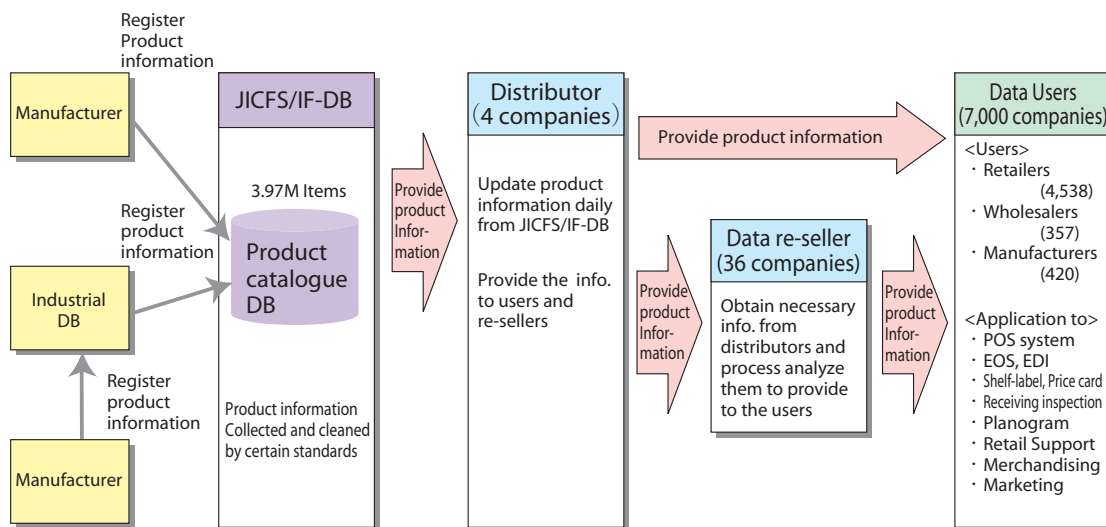 Register
Product
information
Manufacturer
Register
product
information
Industrial
DB
Register
product
information
Manufacturer
JICFS/IF-DB
3.97M Items
Product
catalogue
DB
Product information
Collected and cleaned
by certain standards
Provide
product
Infor-
mation
Distributor
(4 companies)
Update product
information daily
from JICFS/IF-DB
Provide the info.
to users and
re-sellers
Provide product information
Provide
product
Infor-
mation
Data re-seller
(36 companies)
Obtain necessary
info. from
distributors and
process analyze
them to provide
to the users
Provide
product
Infor-
mation
Data Users
(7,000 companies)
<Users>
・ Retailers
(4,538)
・ Wholesalers
(357)
・ Manufacturers
(420)
<Application to>
・ POS system
・ EOS, EDI
・ Shelf-label, Price card
・ Receiving inspection
・ Planogram
・ Retail Support
・ Merchandising
・ Marketing